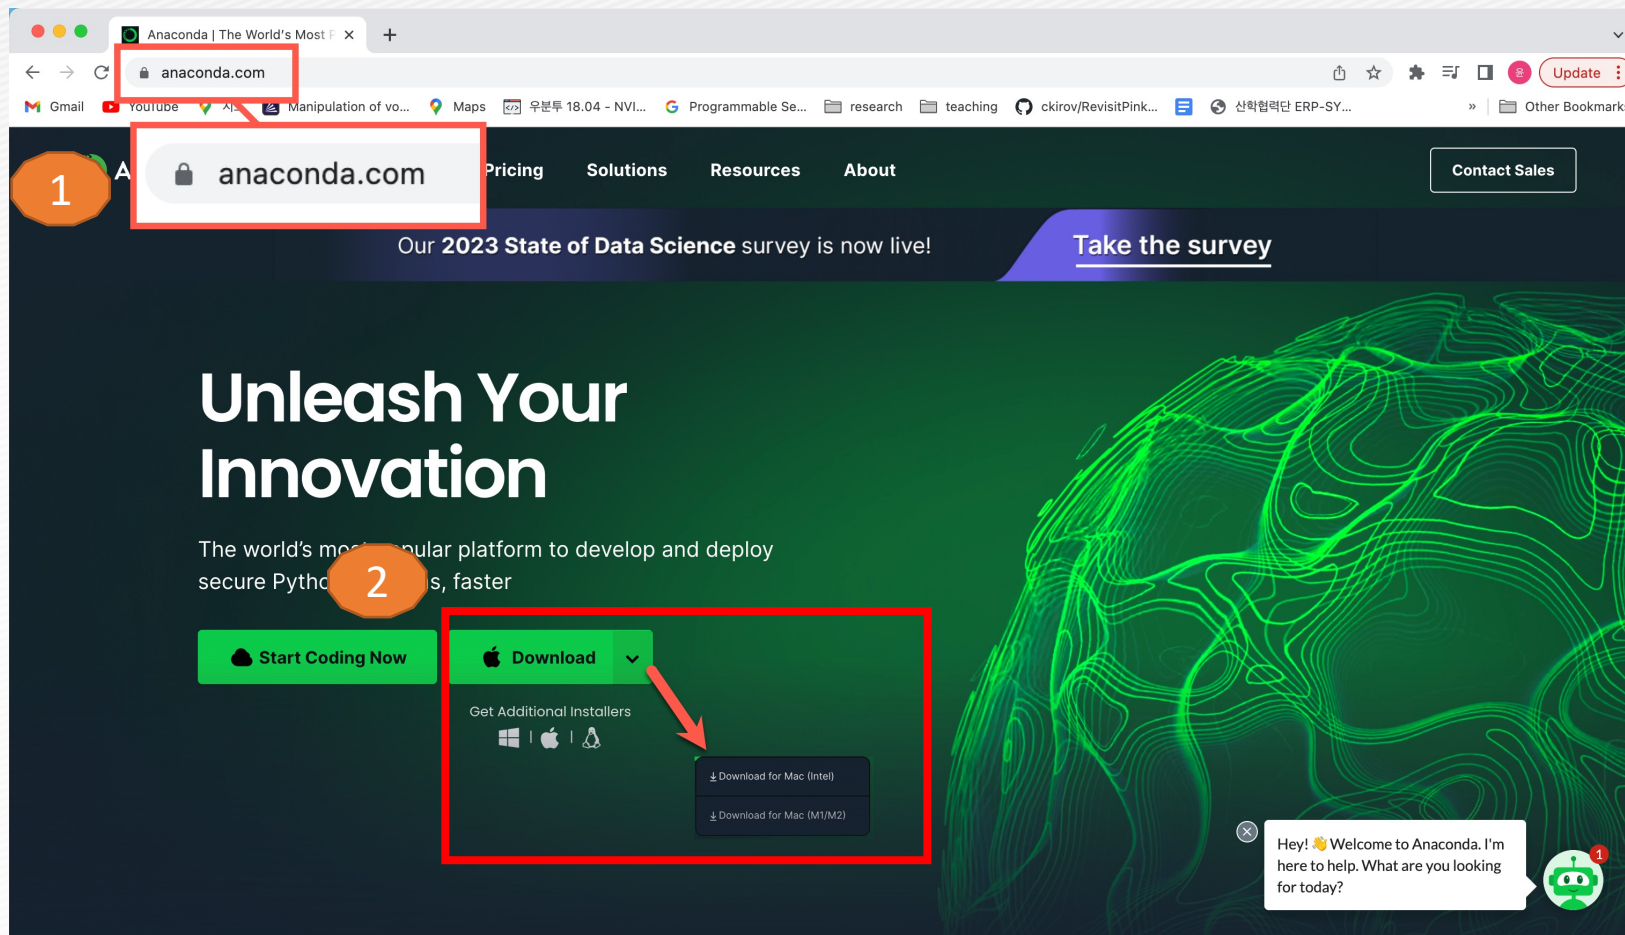 Anaconda | The World's Most P
anaconda.com
Update
Gmail
YouTube
Manipulation of vo...
Maps
우분투 18.04 - NVI...
Programmable Se...
research
teaching
ckirov/RevisitPink...
산학협력단 ERP-SY...
»
Other Bookmarks
1
A
anaconda.com
Pricing
Solutions
Resources
About
Contact Sales
Our 2023 State of Data Science survey is now live!
Take the survey
Unleash Your
Innovation
The world's most popular platform to develop and deploy
secure Pytho s, faster
2
Start Coding Now
Download
Get Additional Installers
Download for Mac (Intel)
Download for Mac (M1/M2)
Hey! 👋 Welcome to Anaconda. I'm
here to help. What are you looking
for today?
1